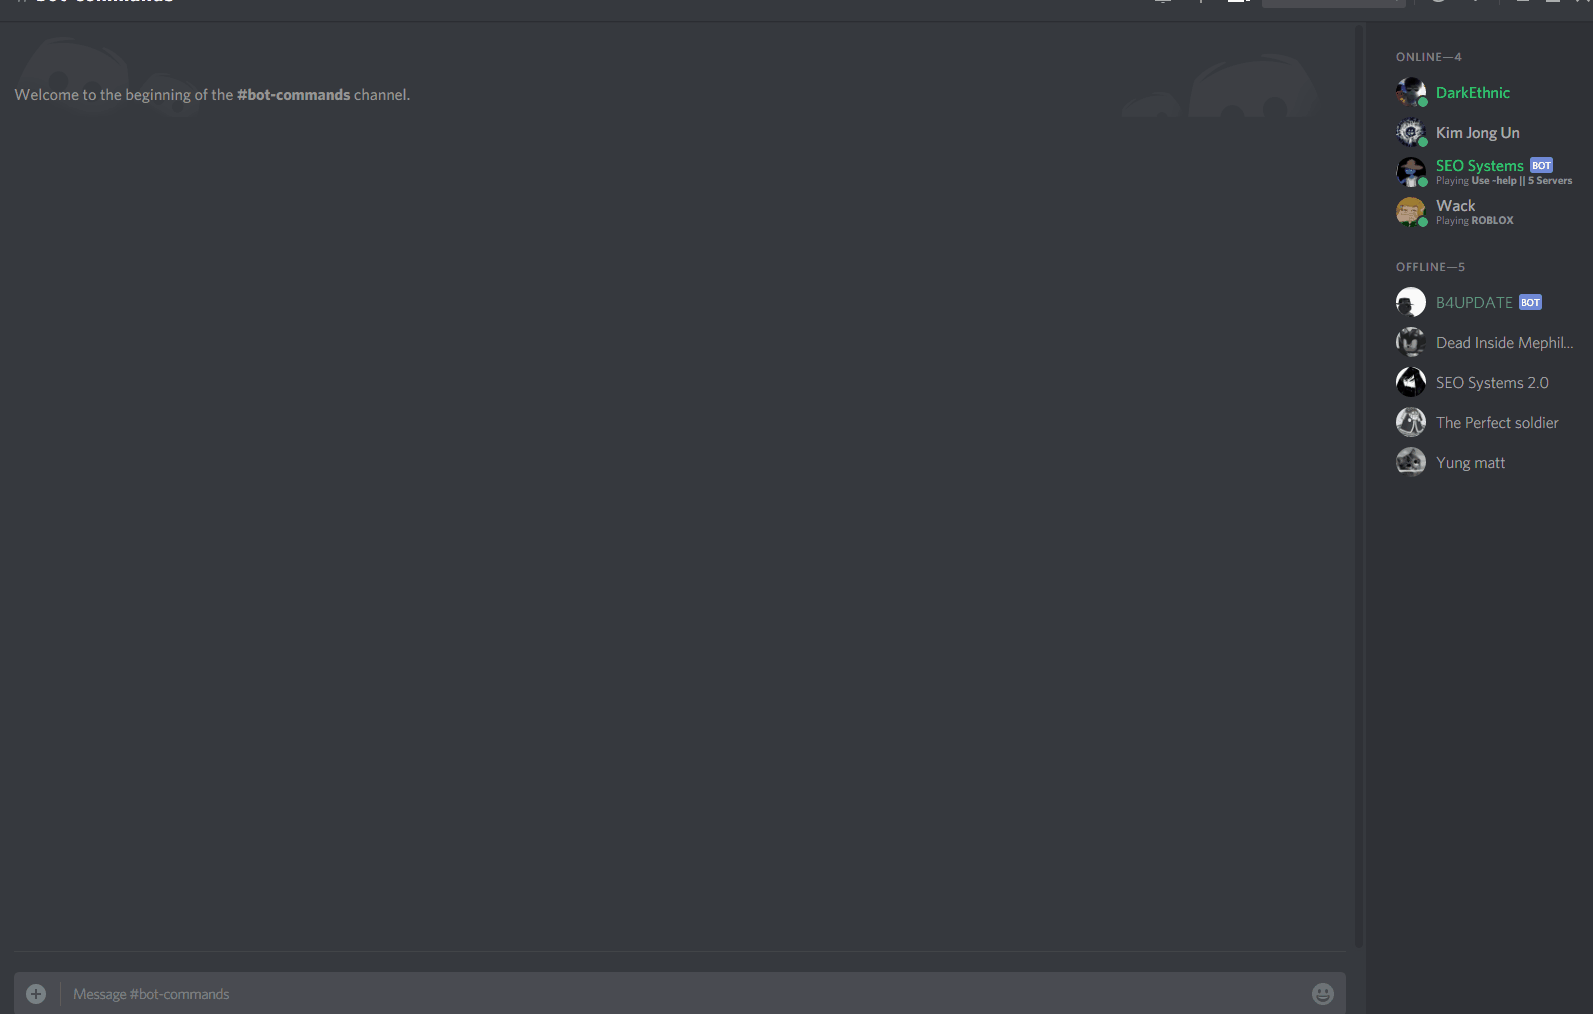 bot-commands
Welcome to the beginning of the #bot-commands channel.
Message #bot-commands
ONLINE—4
DarkEthnic
Kim Jong Un
SEO Systems BOT
Playing Use -help || 5 Servers
Wack
Playing ROBLOX
OFFLINE—5
B4UPDATE BOT
Dead Inside Mephil...
SEO Systems 2.0
The Perfect soldier
Yung matt